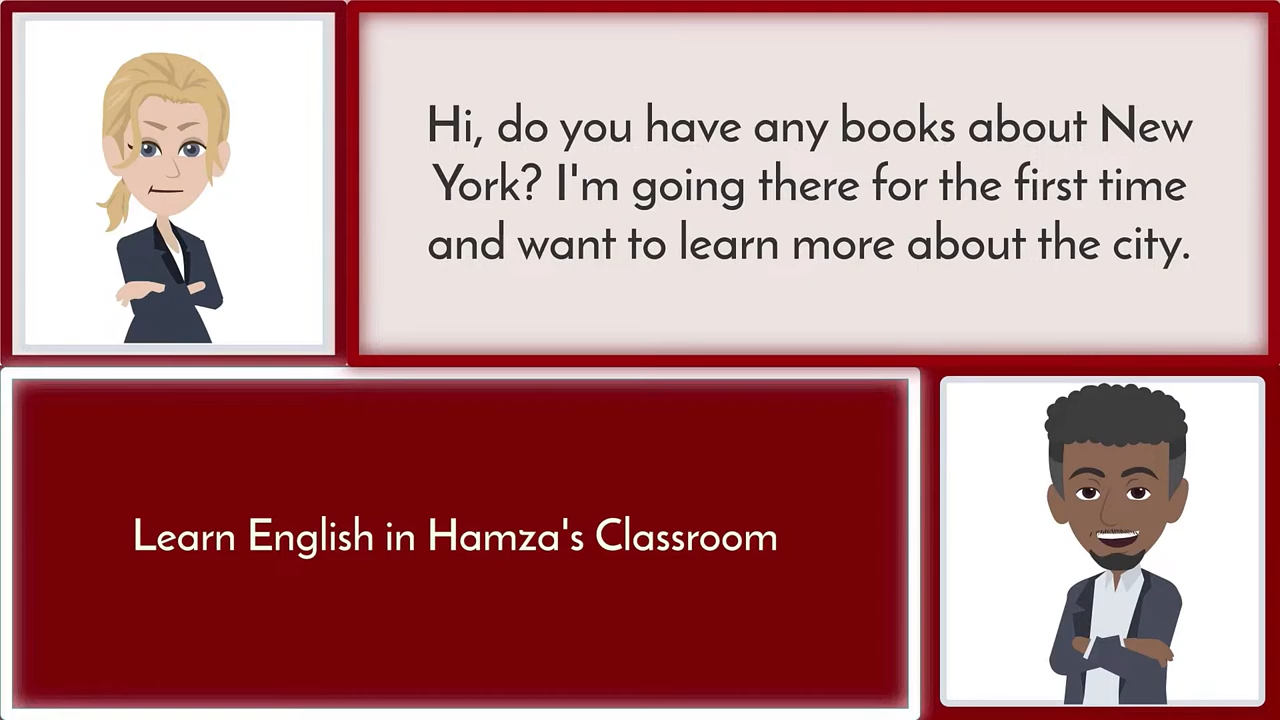 Hi, do you have any books about New
York? I'm going there for the first time
and want to learn more about the city.
Learn English in Hamza's Classroom